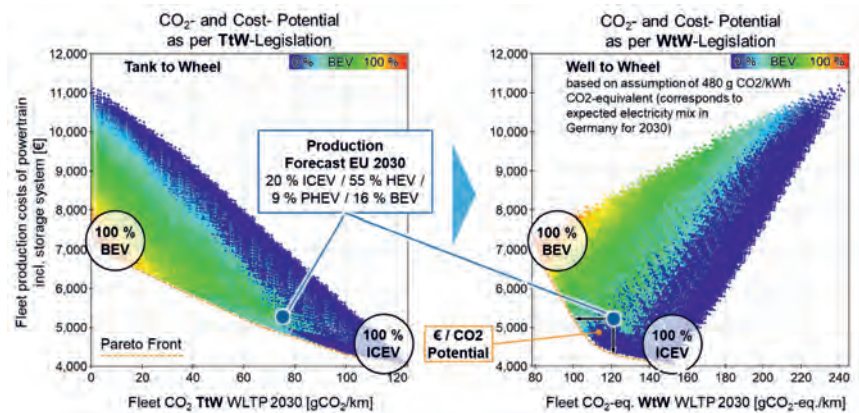 CO₂- and Cost- Potential
as per TtW-Legislation
Fleet production costs of powertrain
incl. storage system [€]
12,000
11,000
10,000
9,000
8,000
7,000
6,000
5,000
4,000
Tank to Wheel
0 % BEV 100 %
100 %
BEV
100 %
ICEV
Pareto Front
0 20 40 60 80 100 120
Fleet CO₂ TtW WLTP 2030 [gCO₂/km]
Production
Forecast EU 2030
20 % ICEV / 55 % HEV /
9 % PHEV / 16 % BEV
CO₂- and Cost- Potential
as per WtW-Legislation
12,000
11,000
10,000
9,000
8,000
7,000
6,000
5,000
4,000
0 % BEV 100 %
Well to Wheel
based on assumption of 480 g CO2/kWh
CO2-equivalent (corresponds to
expected electricity mix in
Germany for 2030)
100 %
BEV
€ / CO2
Potential
100 %
ICEV
80 100 120 140 160 180 200 220 240
Fleet CO₂-eq. WtW WLTP 2030 [gCO₂-eq./km]